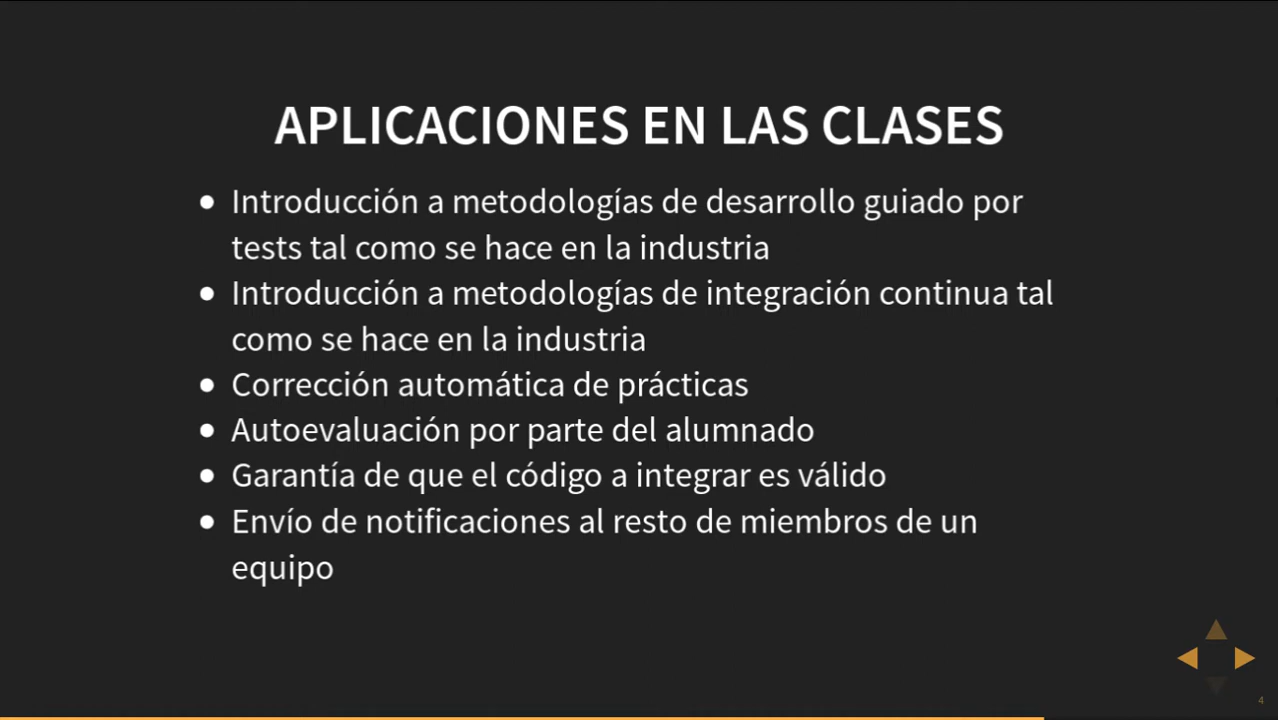 APLICACIONES EN LAS CLASES
• Introducción a metodologías de desarrollo guiado por
tests tal como se hace en la industria
• Introducción a metodologías de integración continua tal
como se hace en la industria
• Corrección automática de prácticas
• Autoevaluación por parte del alumnado
• Garantía de que el código a integrar es válido
• Envío de notificaciones al resto de miembros de un
equipo
4